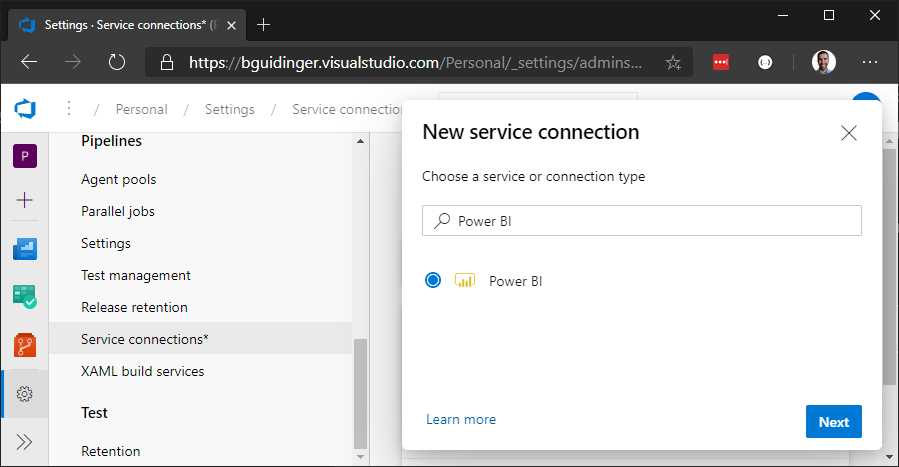 Settings · Service connections* (P
https://bguidinger.visualstudio.com/Personal/_settings/admins...
/ Personal / Settings / Service connection
P
Pipelines
Agent pools
Parallel jobs
Settings
Test management
Release retention
Service connections*
XAML build services
Test
Retention
New service connection
Choose a service or connection type
Power BI
Power BI
Learn more
Next